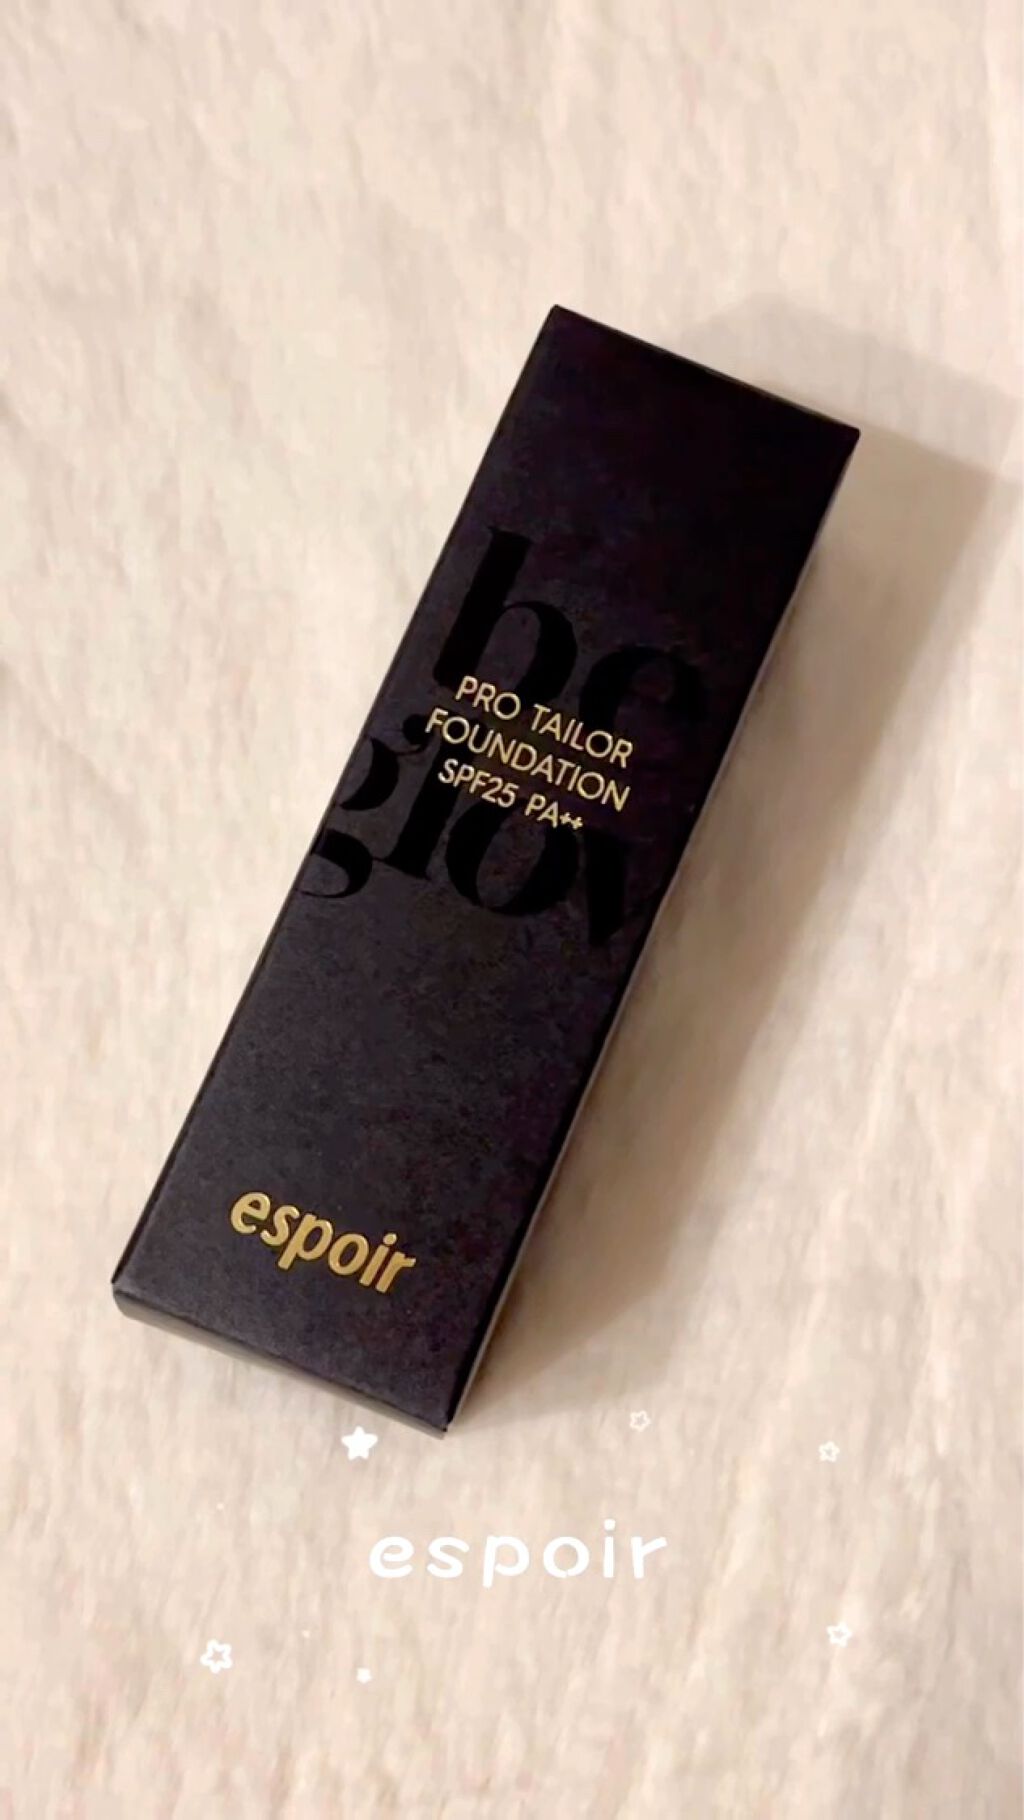 be
glow
PRO TAILOR
FOUNDATION
SPF25 PA++
espoir
espoir